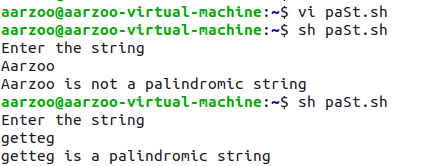 aarzoo@aarzoo-virtual-machine:~$ vi paSt.sh
aarzoo@aarzoo-virtual-machine:~$ sh paSt.sh
Enter the string
Aarzoo
Aarzoo is not a palindromic string
aarzoo@aarzoo-virtual-machine:~$ sh paSt.sh
Enter the string
getteg
getteg is a palindromic string